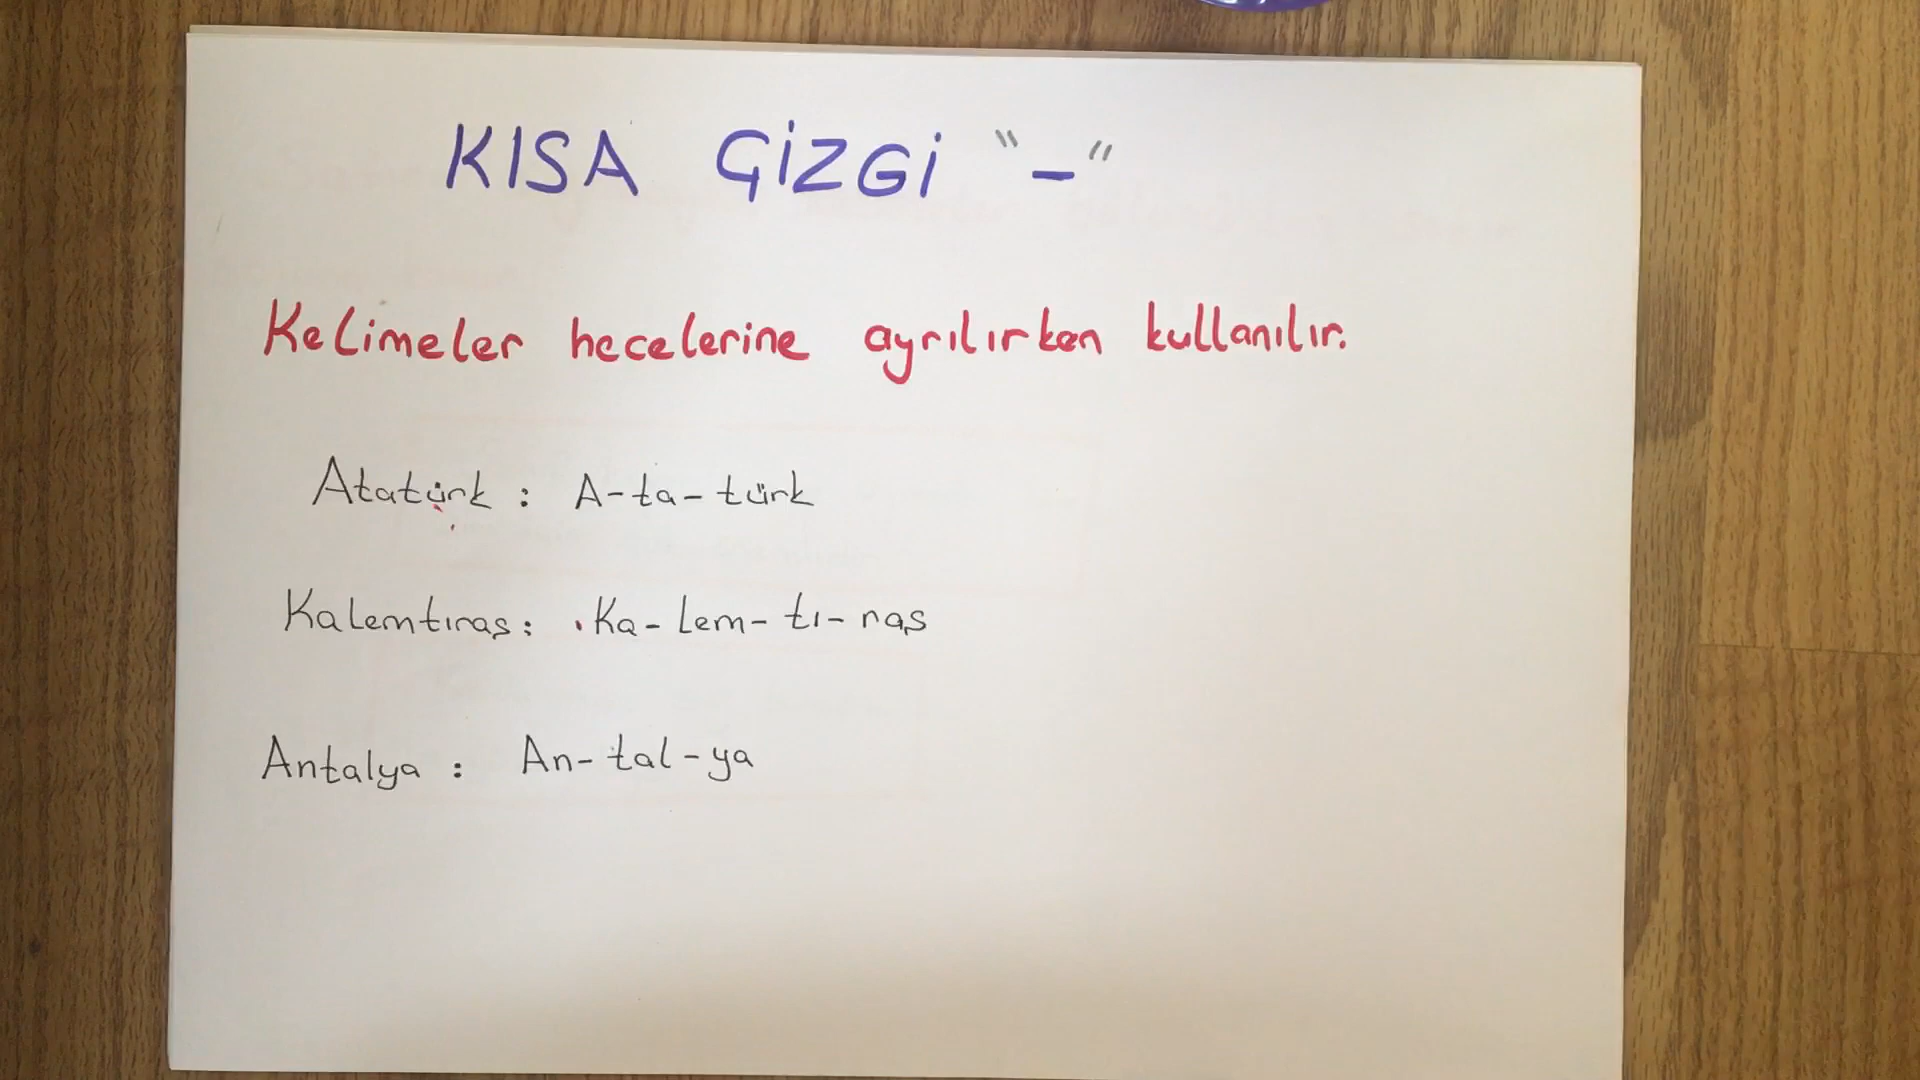 KISA ÇİZGİ "-"
Kelimeler hecelerine ayrılırken kullanılır.
Atatürk : A-ta-türk
Kalemtıraş: Ka-lem-tı-raş
Antalya : An-tal-ya